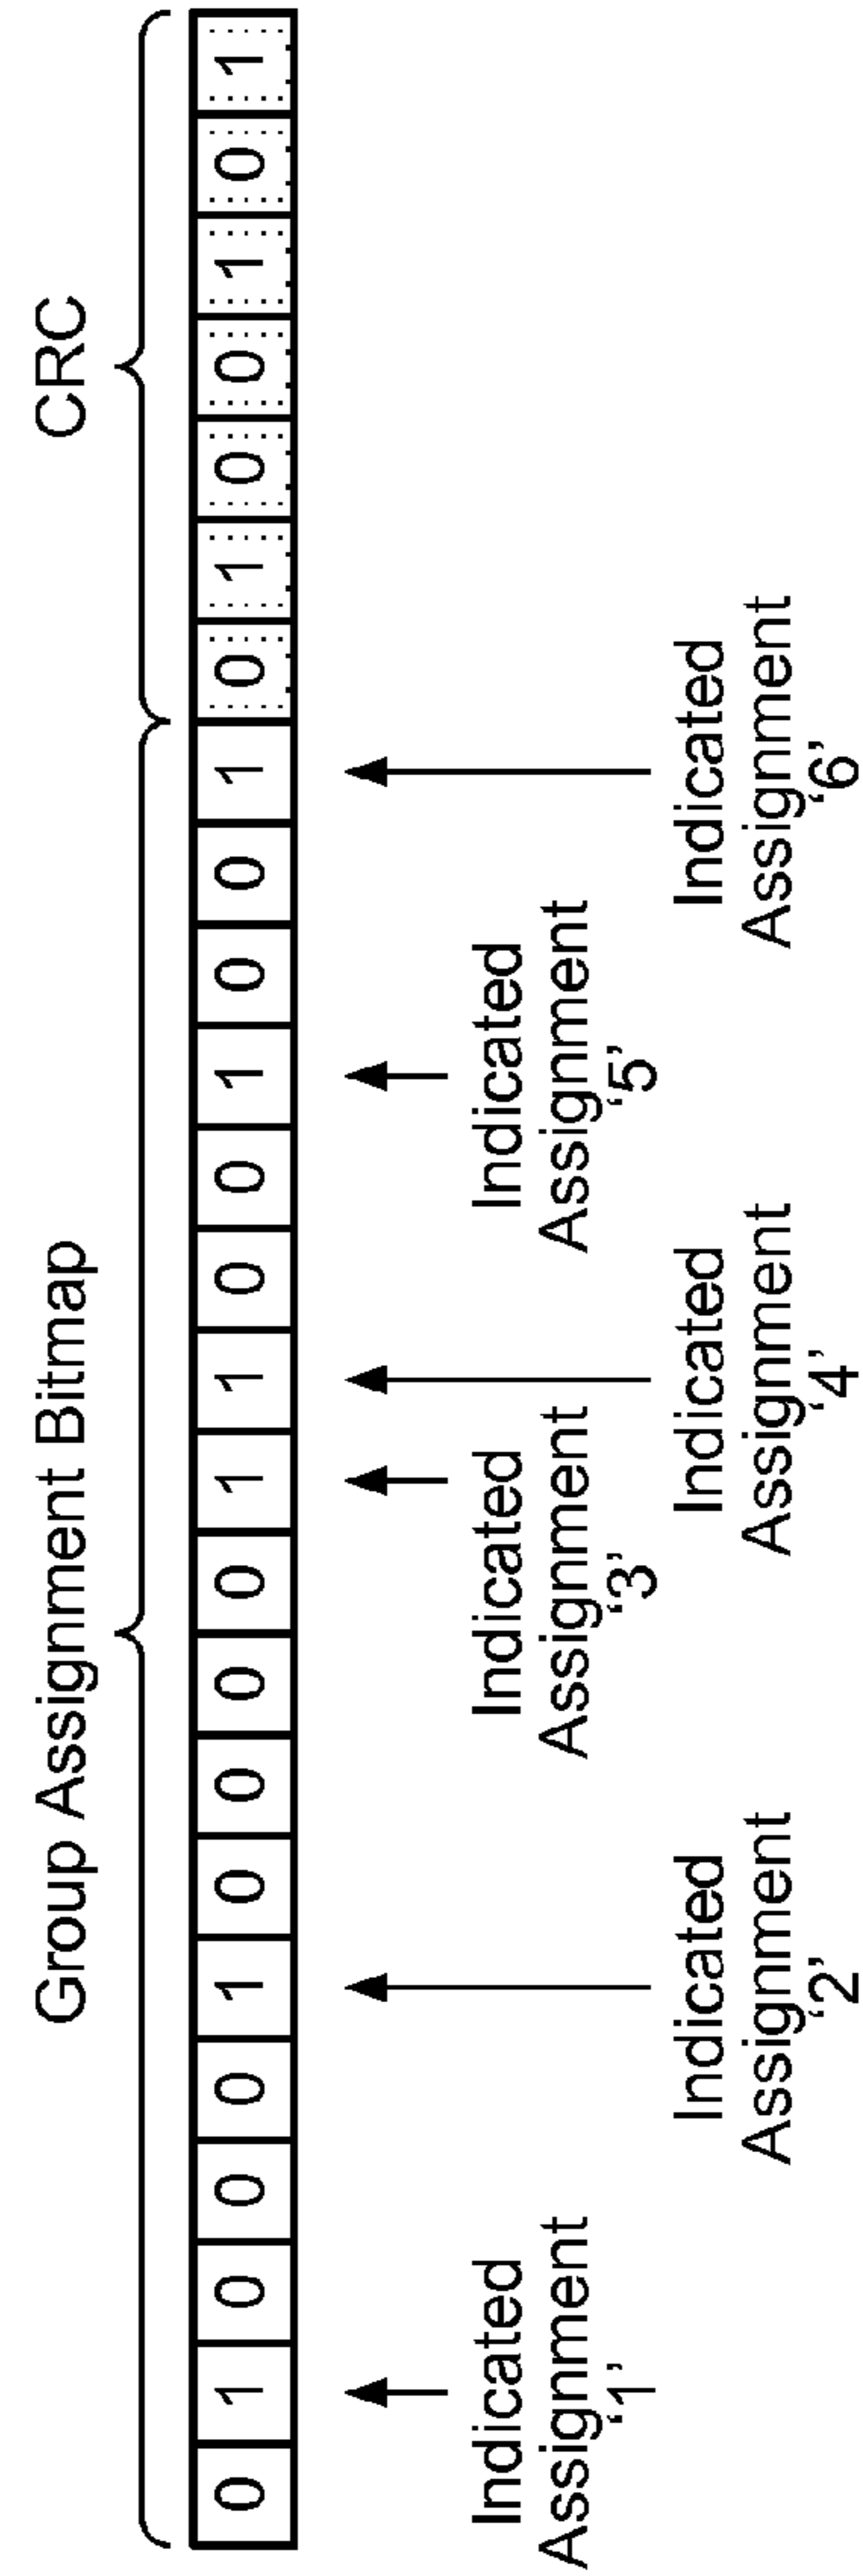 Group Assignment Bitmap CRC
0 1 0 0 0 1 0 0 0 0 1 1 0 0 1 0 0 1 0 1 0 0 1 0 1
Indicated
Assignment
‘1’
Indicated
Assignment
‘2’
Indicated
Assignment
‘3’
Indicated
Assignment
‘4’
Indicated
Assignment
‘5’
Indicated
Assignment
‘6’